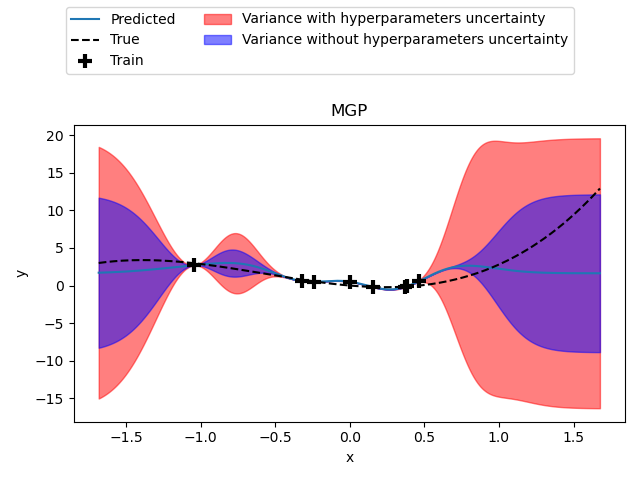 Predicted
True
Train
Variance with hyperparameters uncertainty
Variance without hyperparameters uncertainty
MGP
20
15
10
5
0
−5
−10
−15
y
−1.5 −1.0 −0.5 0.0 0.5 1.0 1.5
x